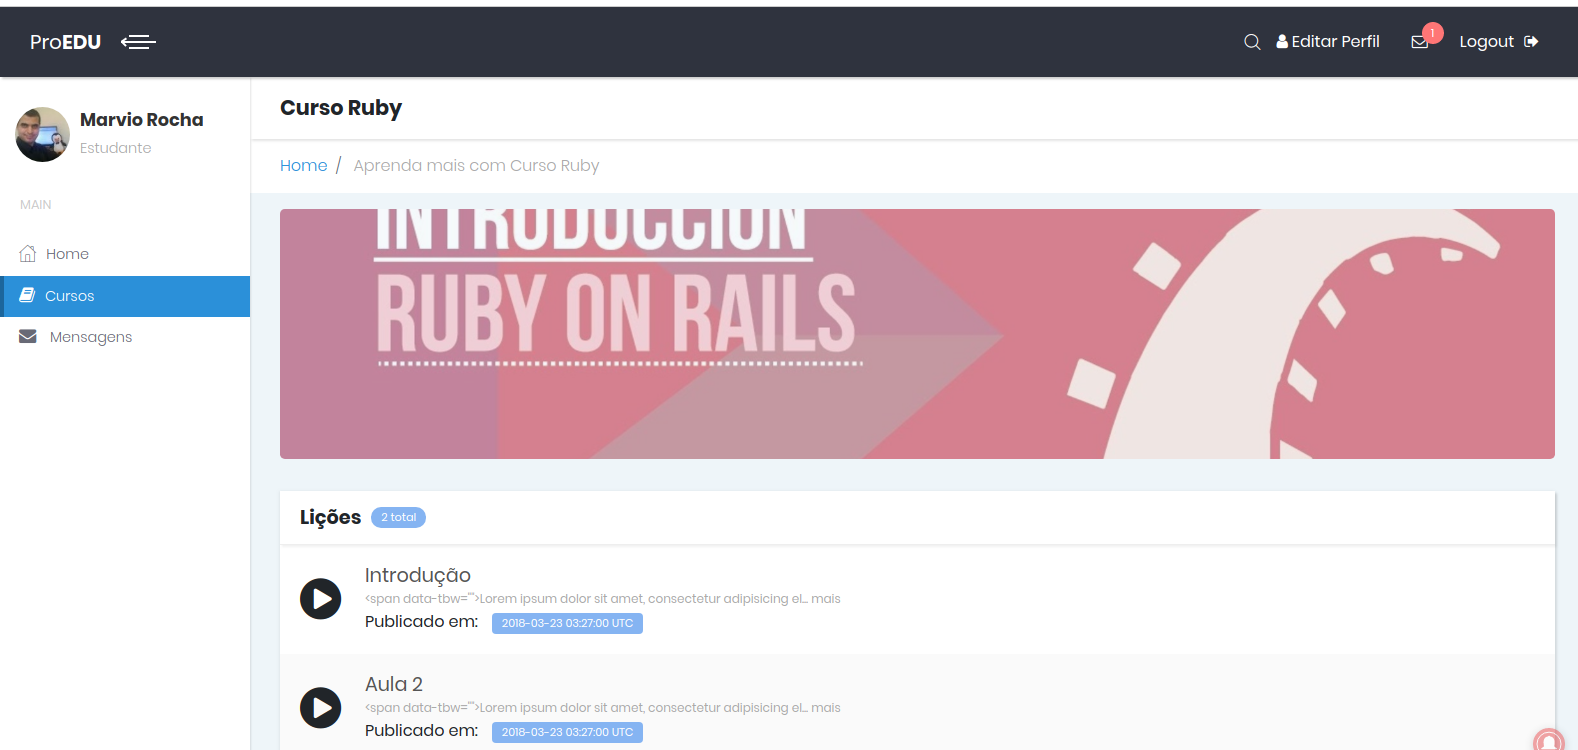 ProEDU
Editar Perfil
1
Logout
Marvio Rocha
Estudante
MAIN
Home
Cursos
Mensagens
Curso Ruby
Home / Aprenda mais com Curso Ruby
INTRODUCCION
RUBY ON RAILS
Lições 2 total
Introdução
<span data-tbw="">Lorem ipsum dolor sit amet, consectetur adipisicing el... mais
Publicado em: 2018-03-23 03:27:00 UTC
Aula 2
<span data-tbw="">Lorem ipsum dolor sit amet, consectetur adipisicing el... mais
Publicado em: 2018-03-23 03:27:00 UTC